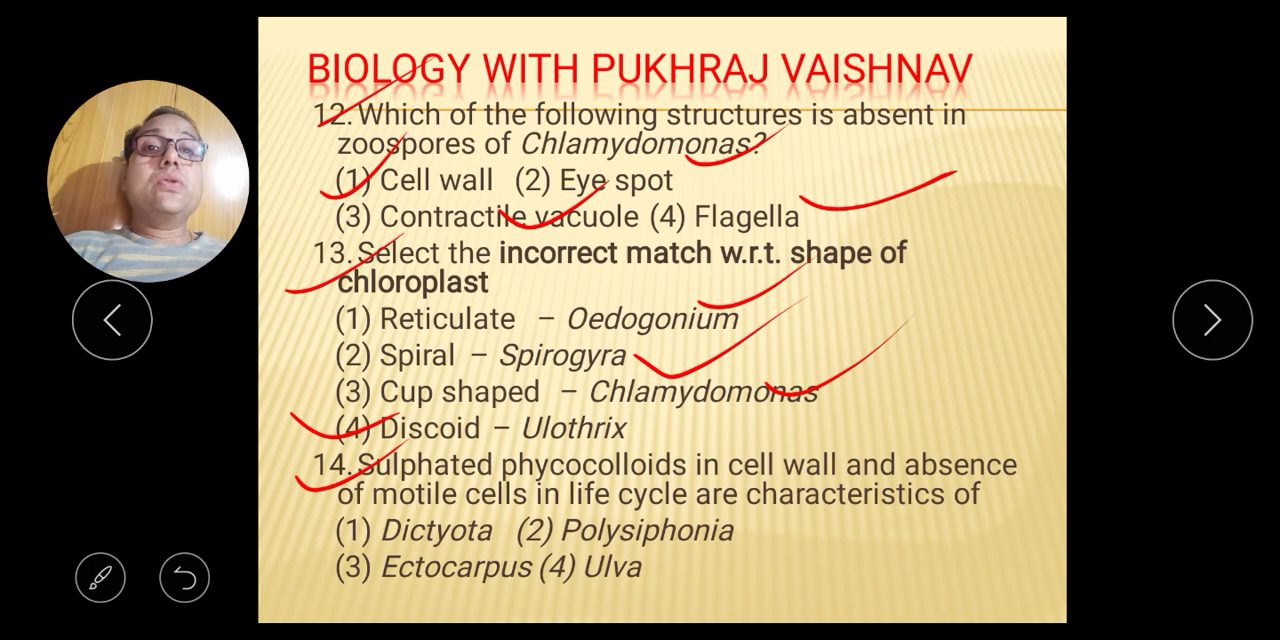 BIOLOGY WITH PUKHRAJ VAISHNAV
12. Which of the following structures is absent in
zoospores of Chlamydomonas?
(1) Cell wall (2) Eye spot
(3) Contractile vacuole (4) Flagella
13. Select the incorrect match w.r.t. shape of
chloroplast
(1) Reticulate – Oedogonium
(2) Spiral – Spirogyra
(3) Cup shaped – Chlamydomonas
(4) Discoid – Ulothrix
14. Sulphated phycocolloids in cell wall and absence
of motile cells in life cycle are characteristics of
(1) Dictyota (2) Polysiphonia
(3) Ectocarpus (4) Ulva